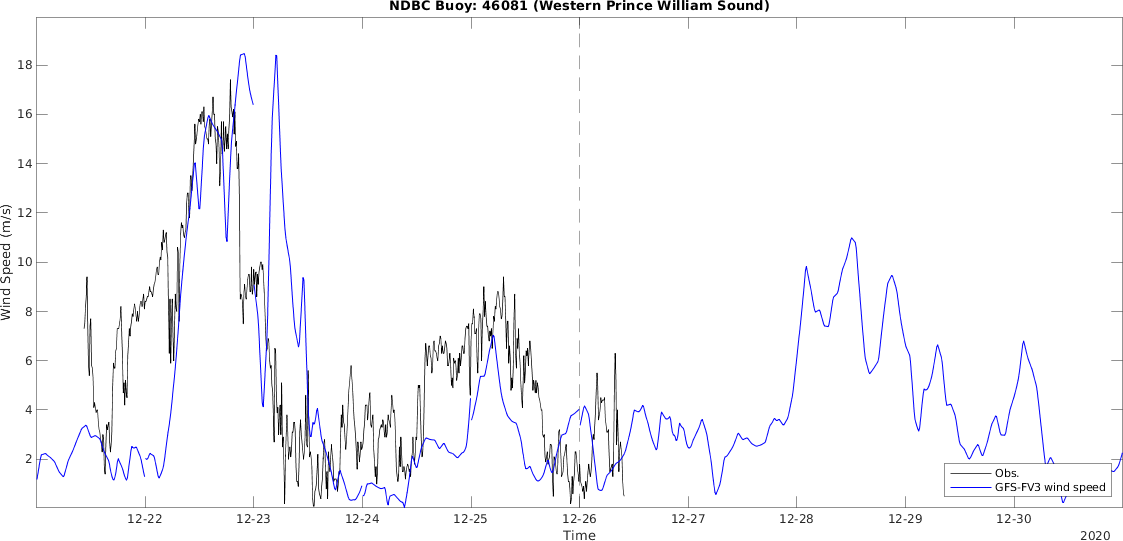 NDBC Buoy: 46081 (Western Prince William Sound)
Wind Speed (m/s)
18
16
14
12
10
8
6
4
2
Obs.
GFS-FV3 wind speed
12-22 12-23 12-24 12-25 12-26 12-27 12-28 12-29 12-30
Time
2020